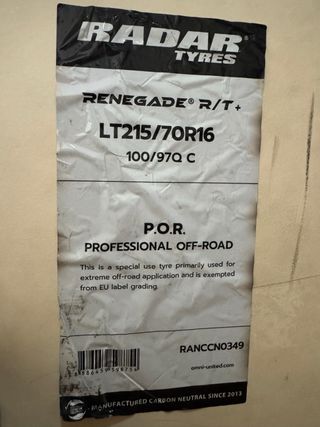 RADAR
TYRES
RENEGADE® R/T+
LT215/70R16
100/97Q C
P.O.R.
PROFESSIONAL OFF-ROAD
This is a special use tyre primarily used for
extreme off-road application and is exempted
from EU label grading.
RANCCN0349
omni-united.com
MANUFACTURED CARBON NEUTRAL SINCE 2013